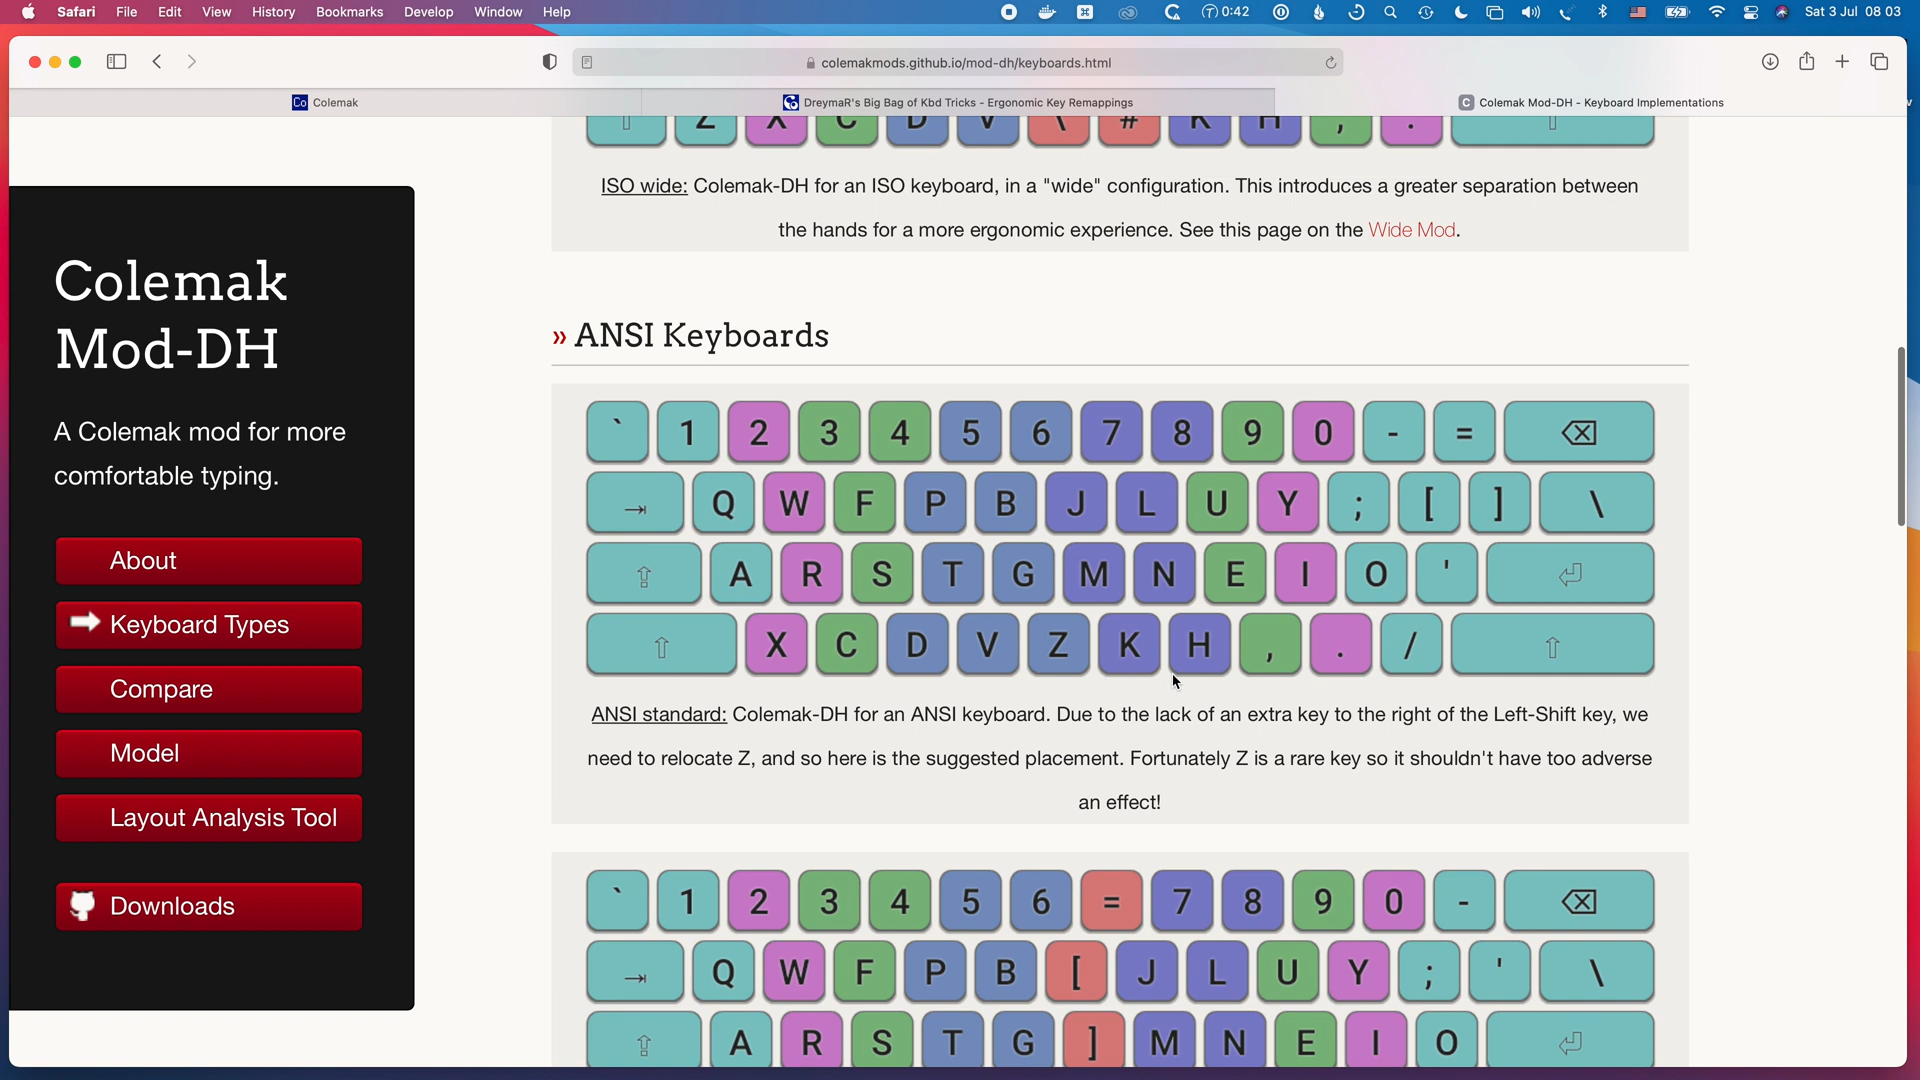 Safari File Edit View History Bookmarks Develop Window Help 0:42 Sat 3 Jul 08 03
colemakmods.github.io/mod-dh/keyboards.html
Co Colemak
DreymaR's Big Bag of Kbd Tricks - Ergonomic Key Remappings
C Colemak Mod-DH - Keyboard Implementations
Z X C D V \ # K H , .
ISO wide: Colemak-DH for an ISO keyboard, in a "wide" configuration. This introduces a greater separation between
the hands for a more ergonomic experience. See this page on the Wide Mod.
Colemak
Mod-DH
A Colemak mod for more
comfortable typing.
About
Keyboard Types
Compare
Model
Layout Analysis Tool
Downloads
» ANSI Keyboards
` 1 2 3 4 5 6 7 8 9 0 - =
Q W F P B J L U Y ; [ ] \
A R S T G M N E I O '
X C D V Z K H , . /
ANSI standard: Colemak-DH for an ANSI keyboard. Due to the lack of an extra key to the right of the Left-Shift key, we
need to relocate Z, and so here is the suggested placement. Fortunately Z is a rare key so it shouldn't have too adverse
an effect!
` 1 2 3 4 5 6 = 7 8 9 0 -
Q W F P B [ J L U Y ; ' \
A R S T G ] M N E I O